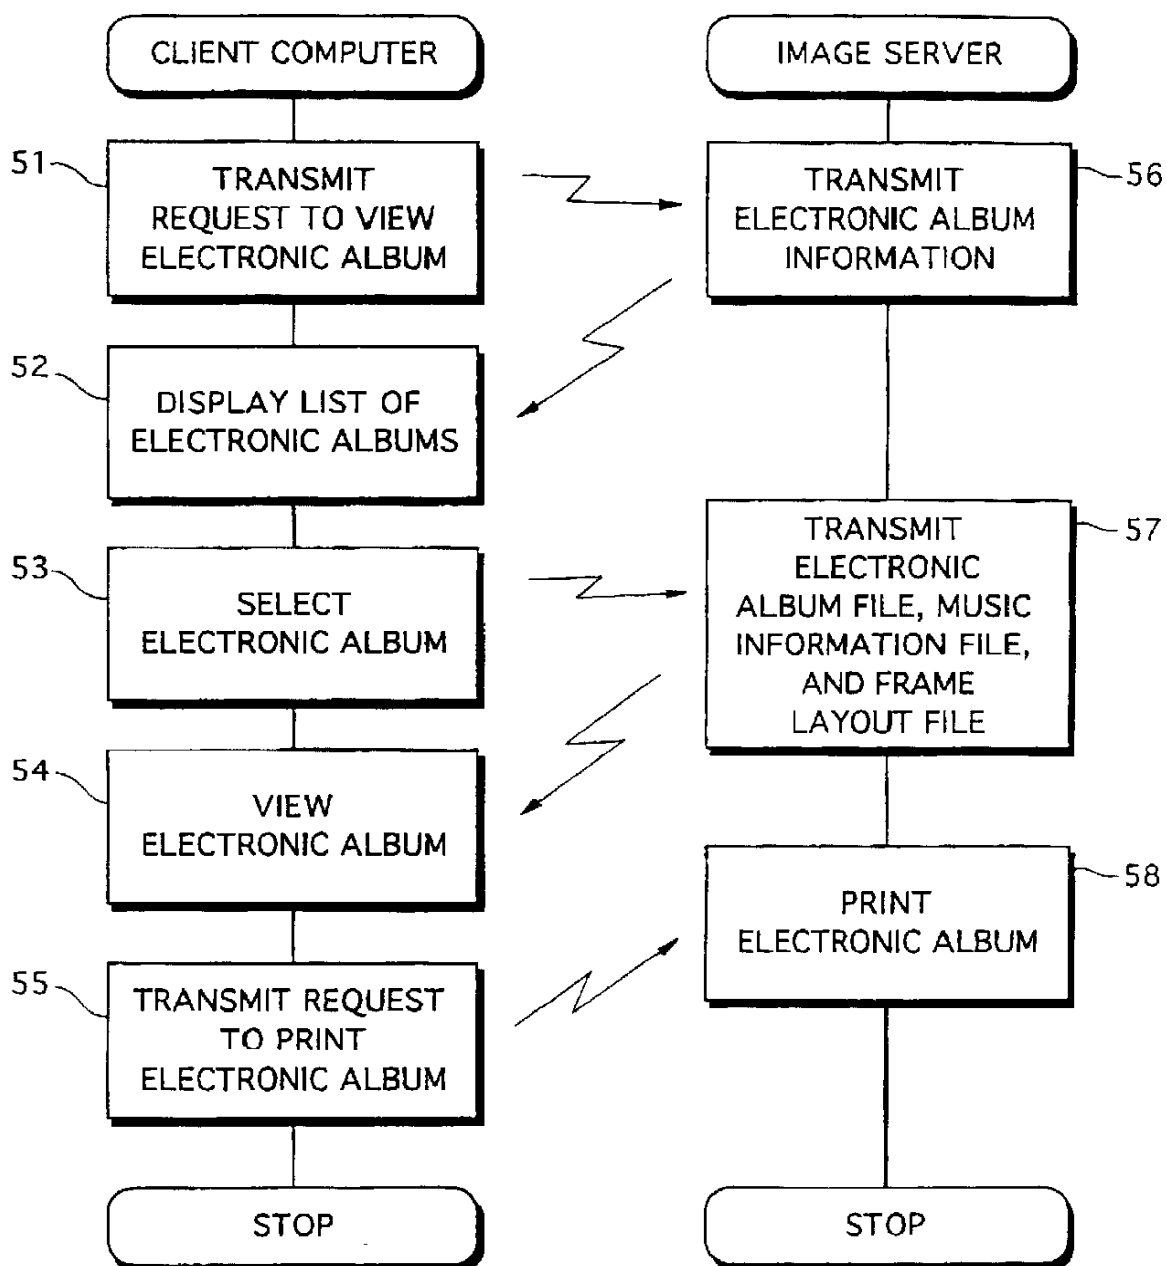 CLIENT COMPUTER
51
TRANSMIT
REQUEST TO VIEW
ELECTRONIC ALBUM
52
DISPLAY LIST OF
ELECTRONIC ALBUMS
53
SELECT
ELECTRONIC ALBUM
54
VIEW
ELECTRONIC ALBUM
55
TRANSMIT REQUEST
TO PRINT
ELECTRONIC ALBUM
STOP
IMAGE SERVER
56
TRANSMIT
ELECTRONIC ALBUM
INFORMATION
57
TRANSMIT
ELECTRONIC
ALBUM FILE, MUSIC
INFORMATION FILE,
AND FRAME
LAYOUT FILE
58
PRINT
ELECTRONIC ALBUM
STOP